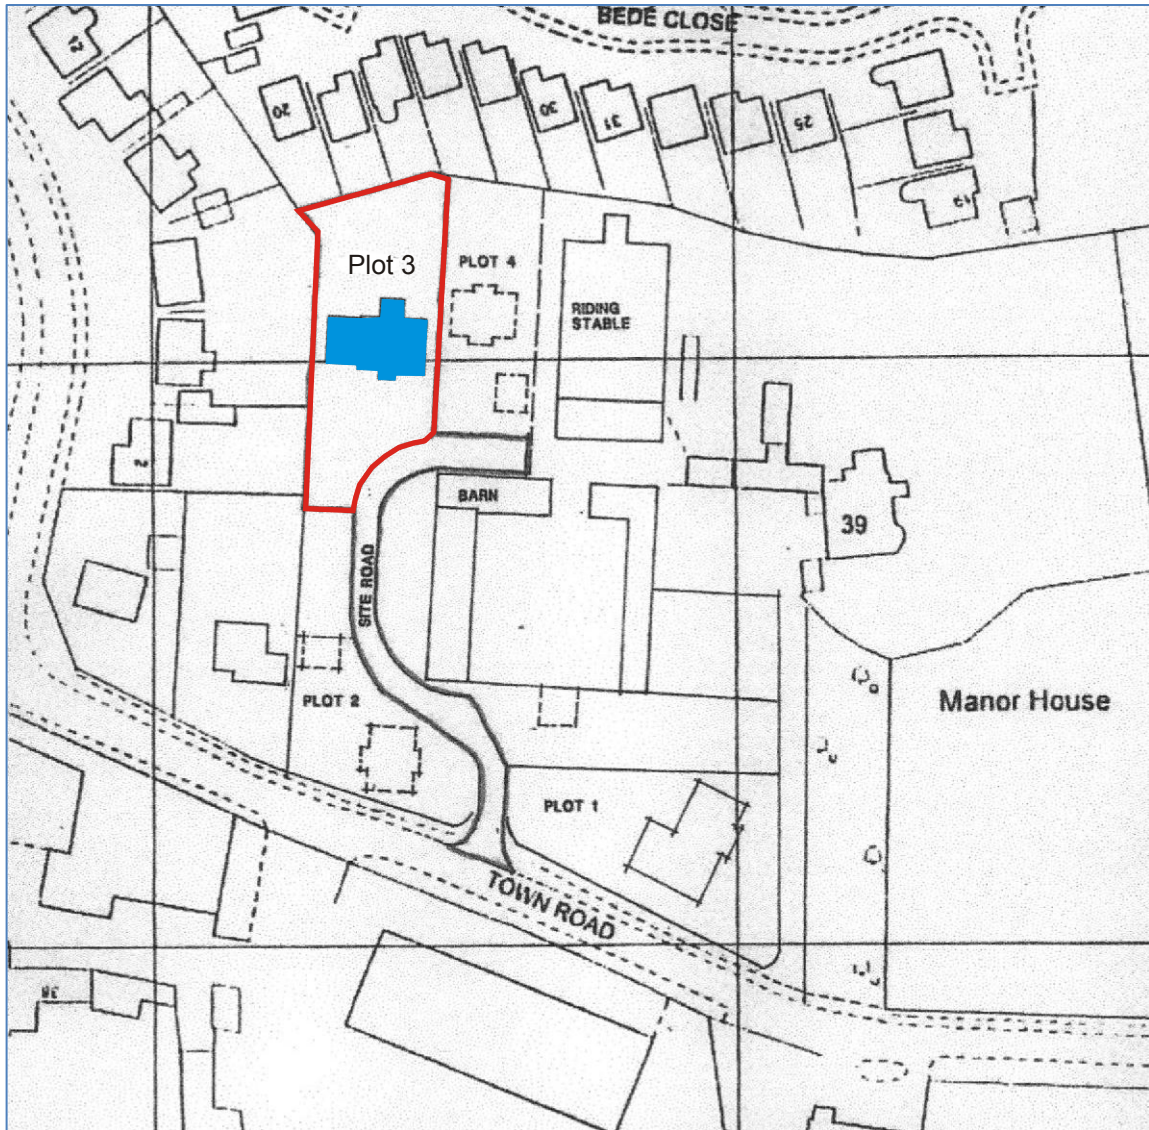 BEDE CLOSE
20
30
31
25
Plot 3
PLOT 4
RIDING
STABLE
2
BARN
39
SITE ROAD
PLOT 2
Manor House
PLOT 1
TOWN ROAD